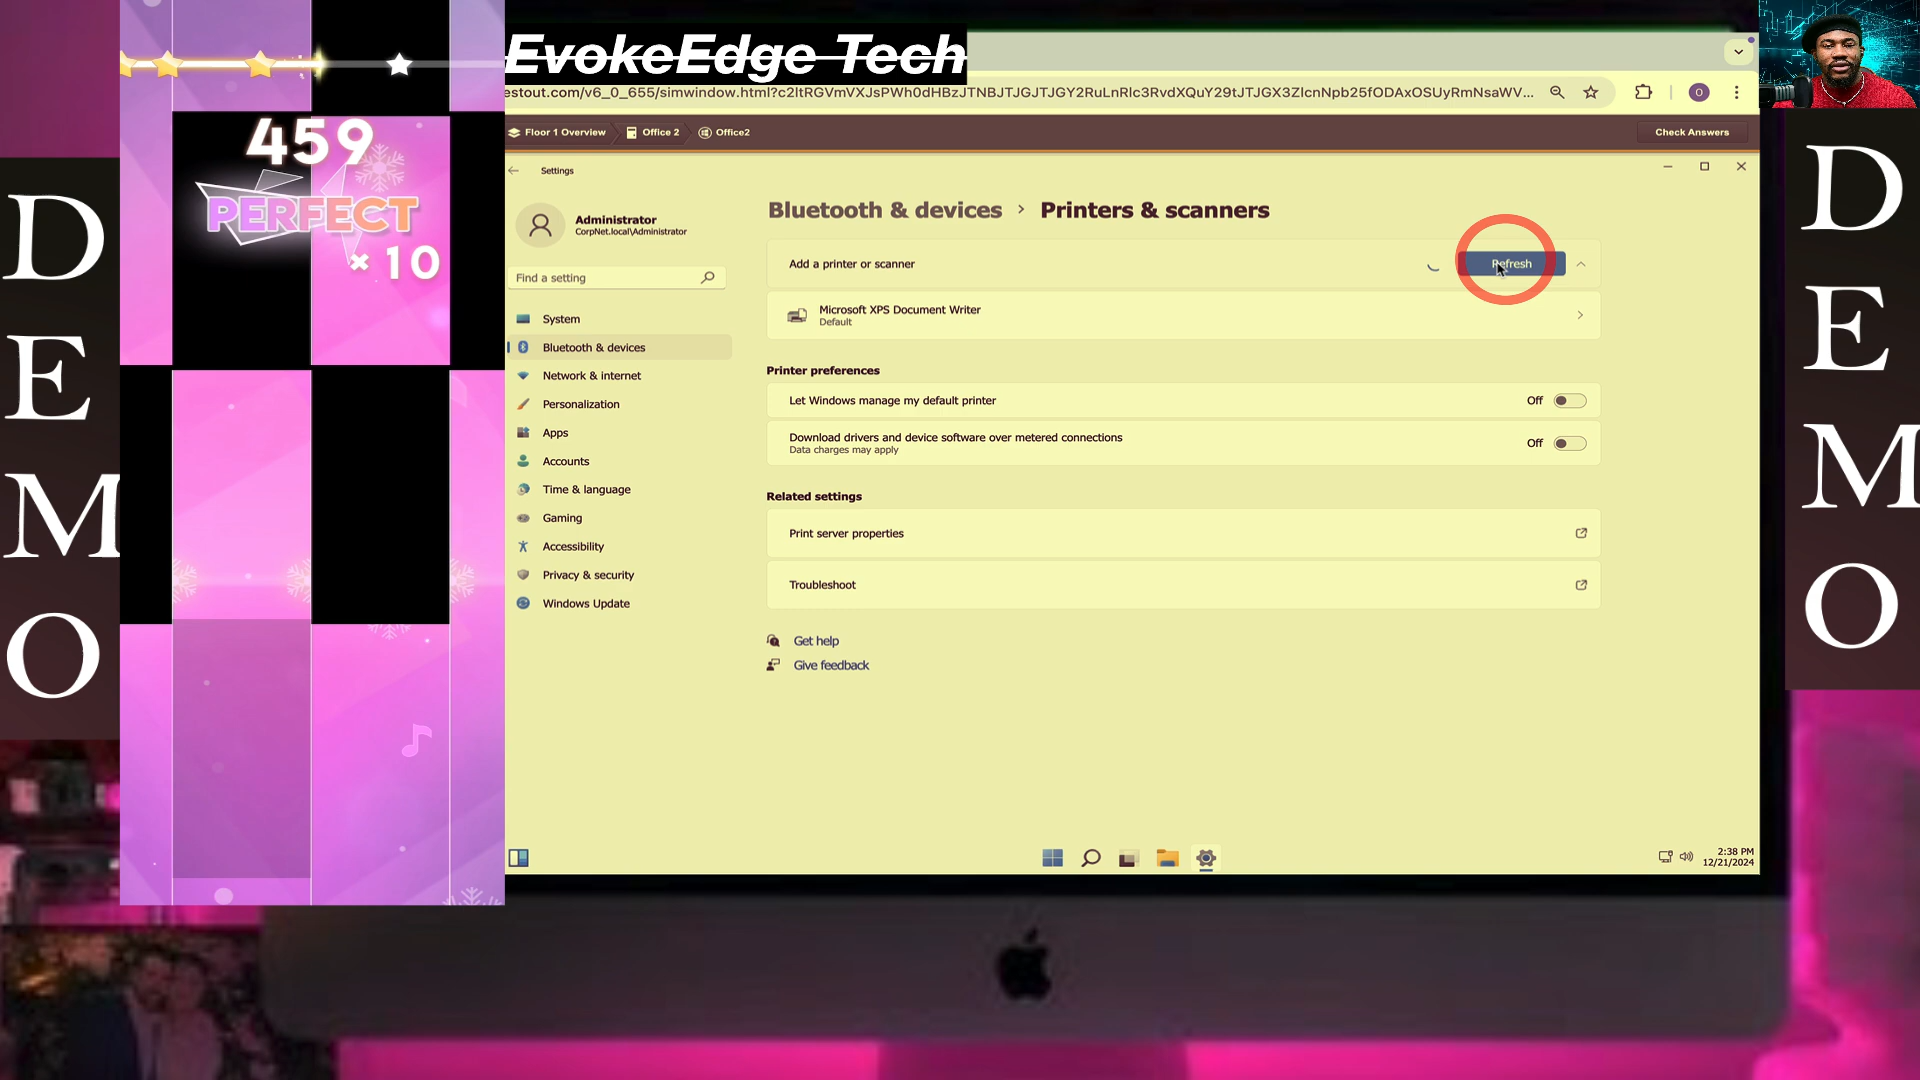 EvokeEdge Tech
estout.com/v6_0_655/simwindow.html?c2ltRGVmVXJsPWh0dHBzJTNBJTJGJTJGY2RuLnRlc3RvdXQuY29tJTJGX3ZlcnNpb25fODAxOSUyRmNsaWV...
O
Floor 1 Overview
Office 2
Office2
Check Answers
459
PERFECT
× 10
DEMO
DEMO
Settings
Administrator
CorpNet.local\Administrator
Find a setting
System
Bluetooth & devices
Network & internet
Personalization
Apps
Accounts
Time & language
Gaming
Accessibility
Privacy & security
Windows Update
Bluetooth & devices > Printers & scanners
Add a printer or scanner
Refresh
Microsoft XPS Document Writer
Default
Printer preferences
Let Windows manage my default printer
Off
Download drivers and device software over metered connections
Data charges may apply
Off
Related settings
Print server properties
Troubleshoot
Get help
Give feedback
2:38 PM
12/21/2024